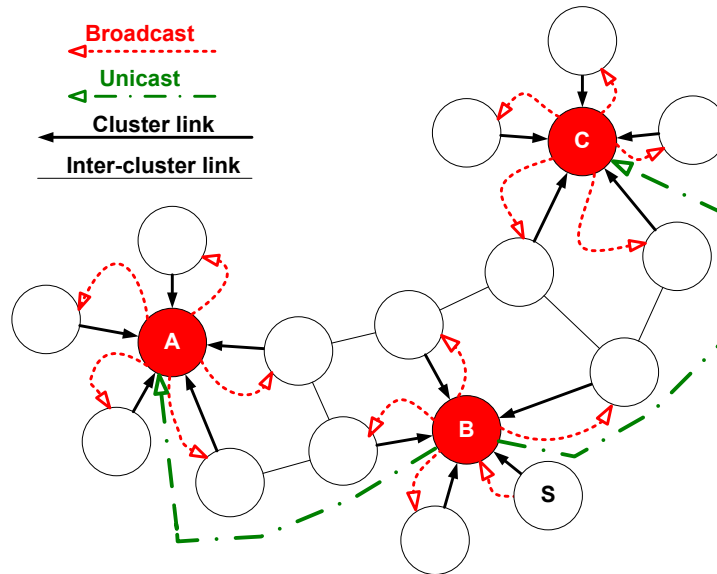 Broadcast
Unicast
Cluster link
Inter-cluster link
C
A
B
S